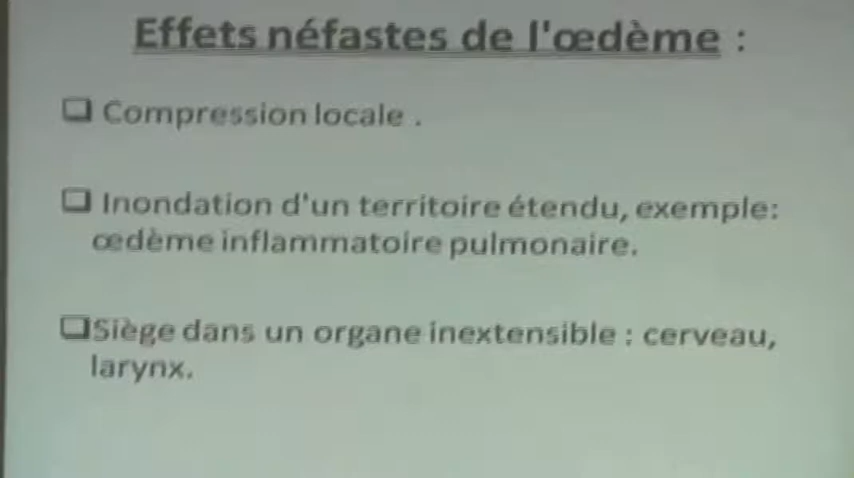 Effets néfastes de l'œdème :
❑ Compression locale .
❑ Inondation d'un territoire étendu, exemple:
œdème inflammatoire pulmonaire.
❑Siège dans un organe inextensible : cerveau,
larynx.